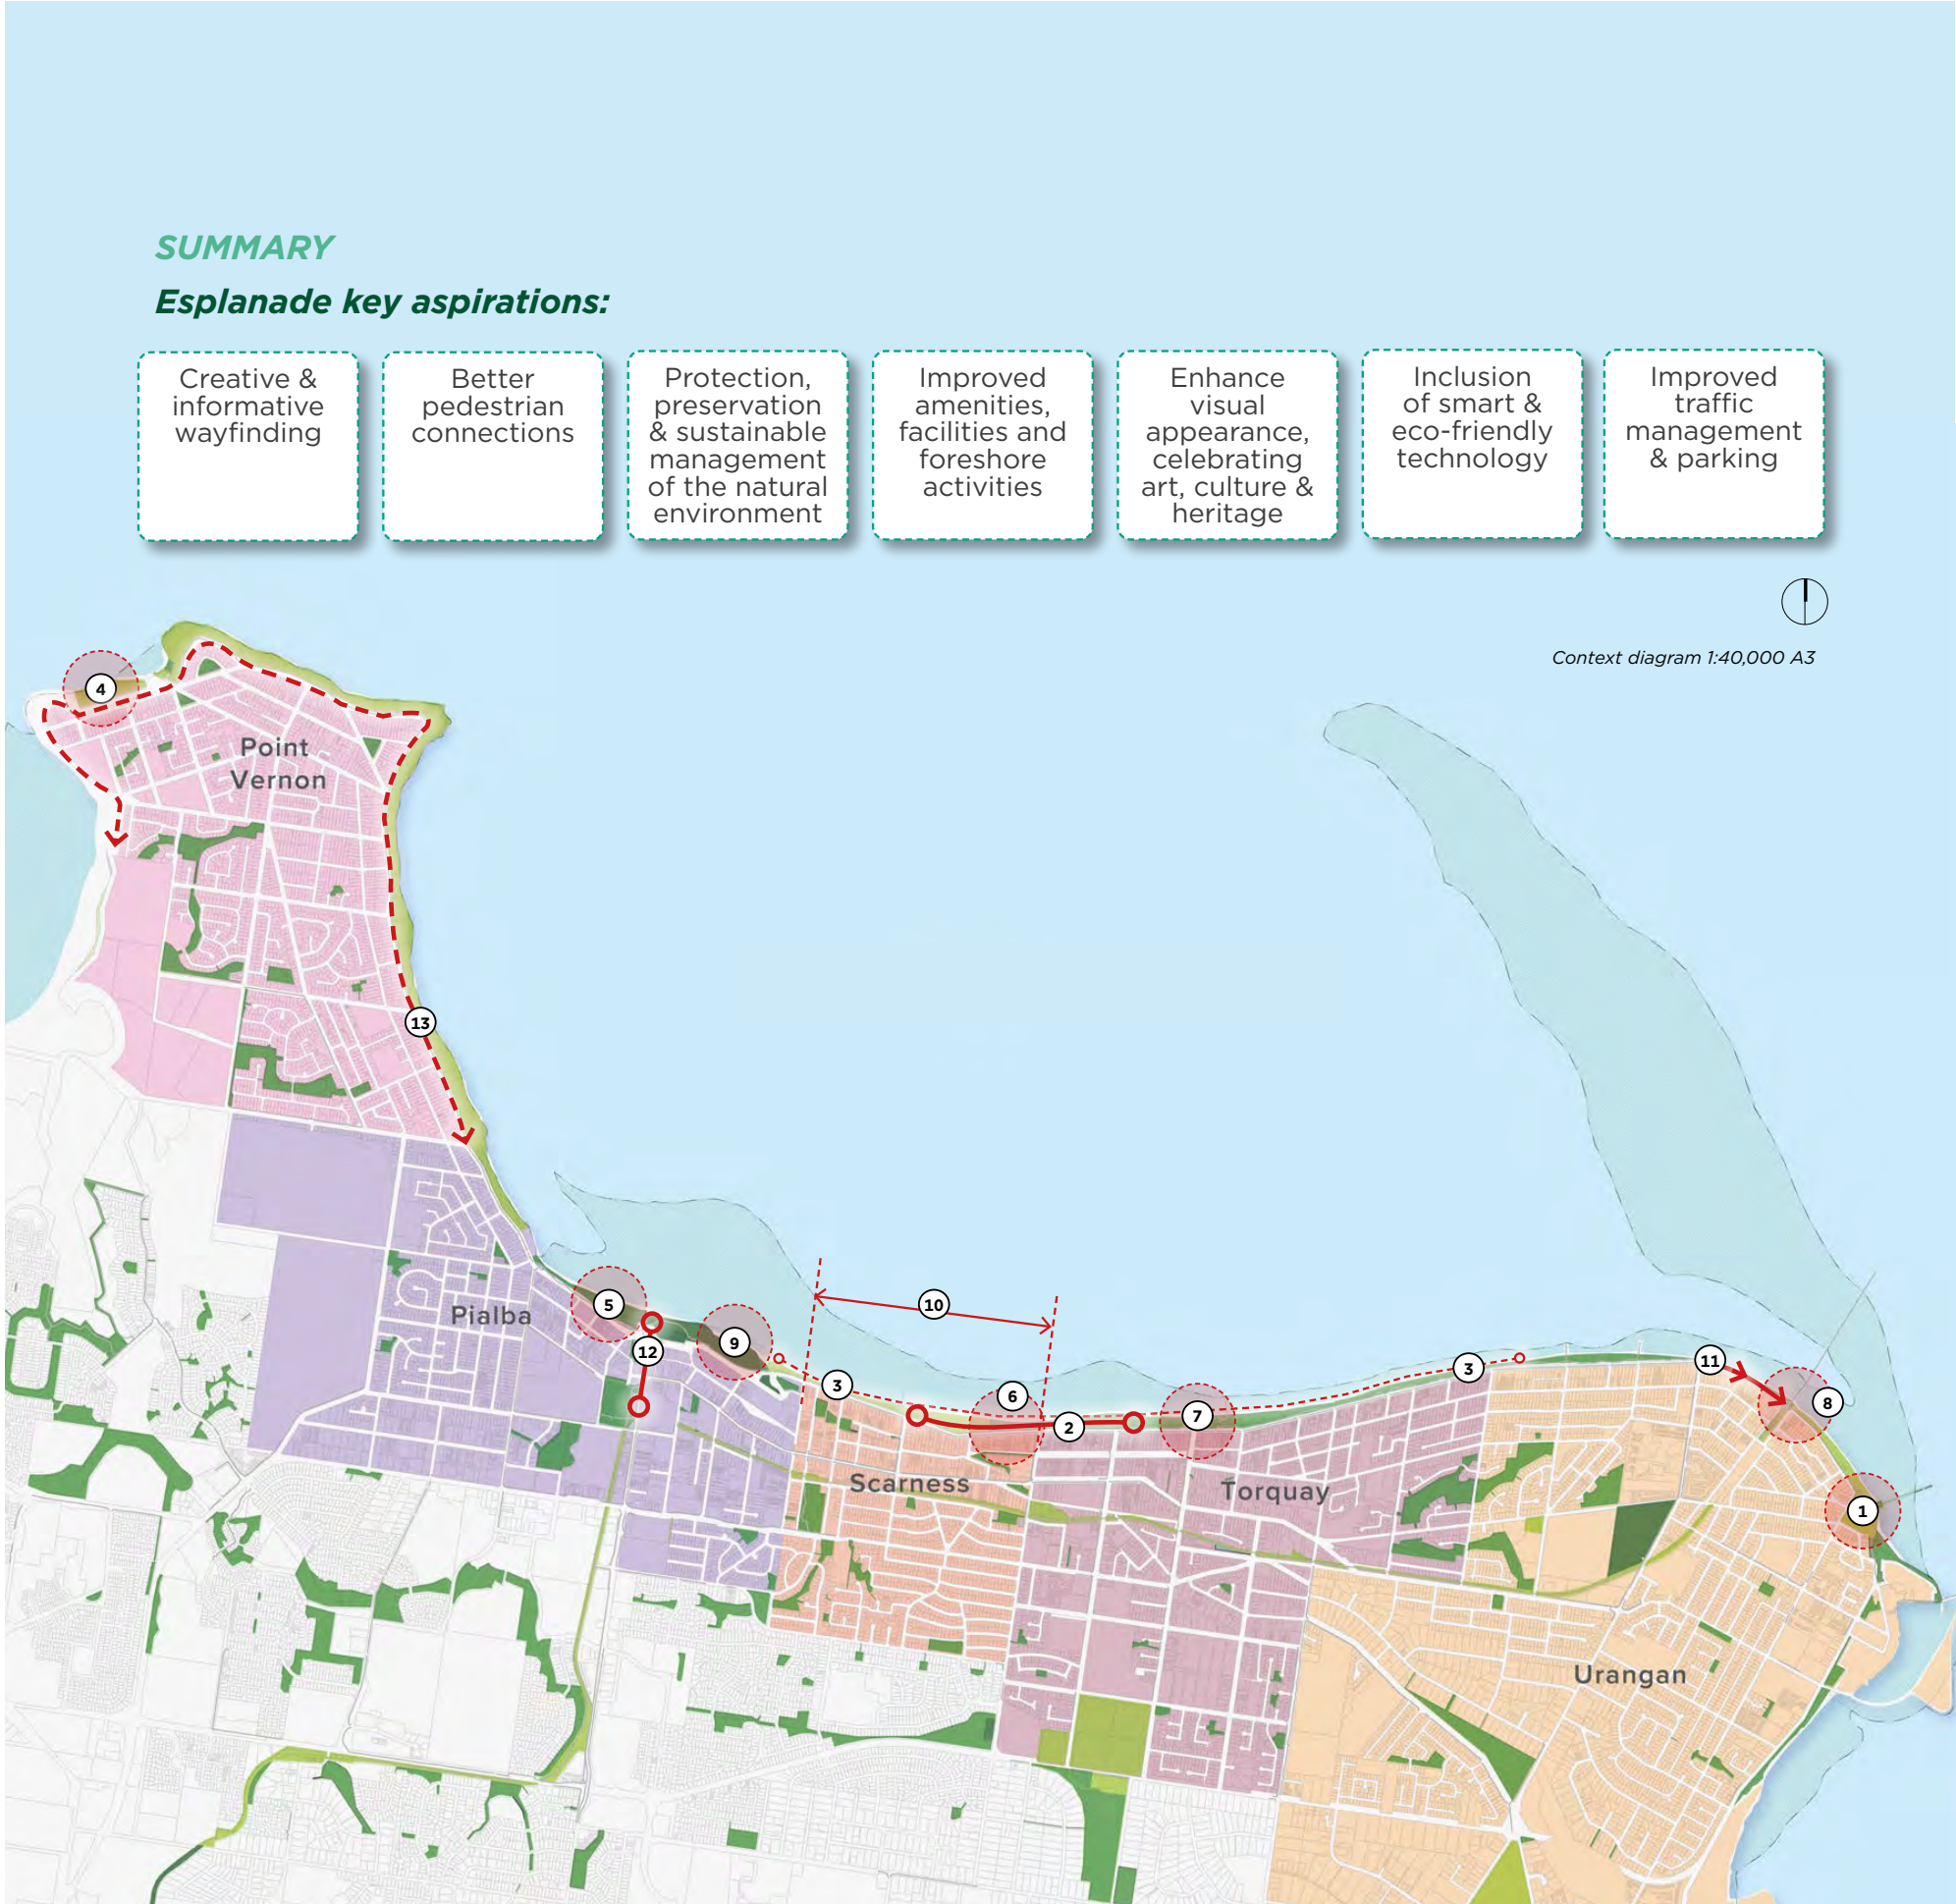 SUMMARY
Esplanade key aspirations:
Creative &
informative
wayfinding
Better
pedestrian
connections
Protection,
preservation
& sustainable
management
of the natural
environment
Improved
amenities,
facilities and
foreshore
activities
Enhance
visual
appearance,
celebrating
art, culture &
heritage
Inclusion
of smart &
eco-friendly
technology
Improved
traffic
management
& parking
Context diagram 1:40,000 A3
4
Point
Vernon
13
5
10
Pialba
12
9
3
6
2
7
3
11
8
Scarness
Torquay
1
Urangan